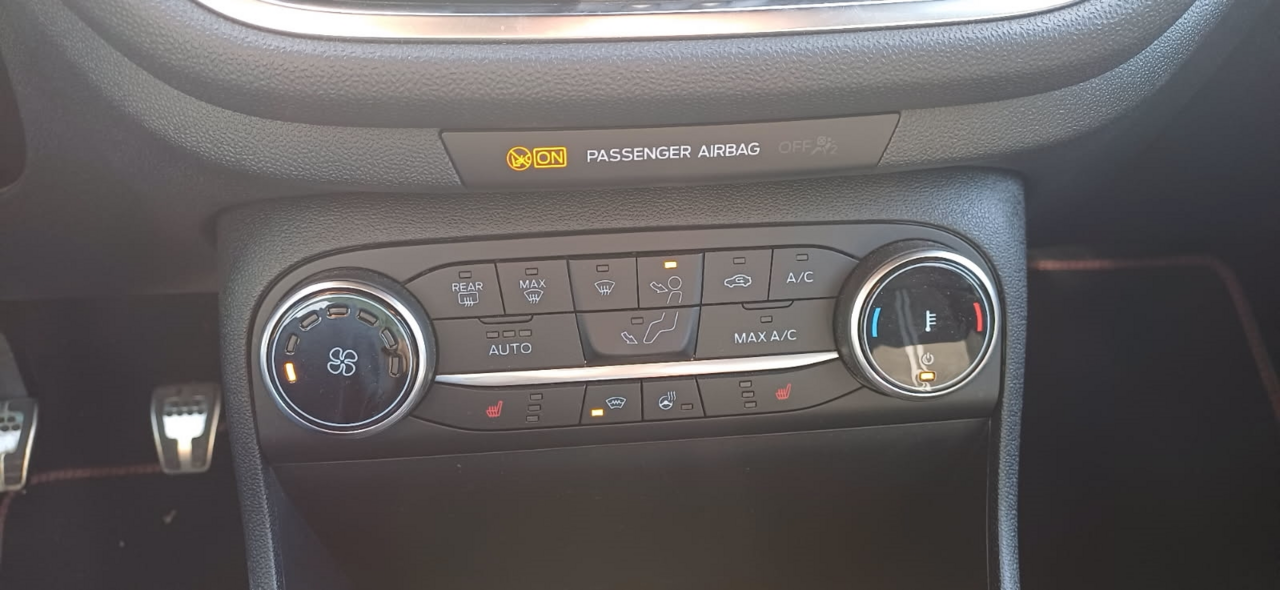 ON PASSENGER AIRBAG OFF
REAR MAX A/C
AUTO MAX A/C